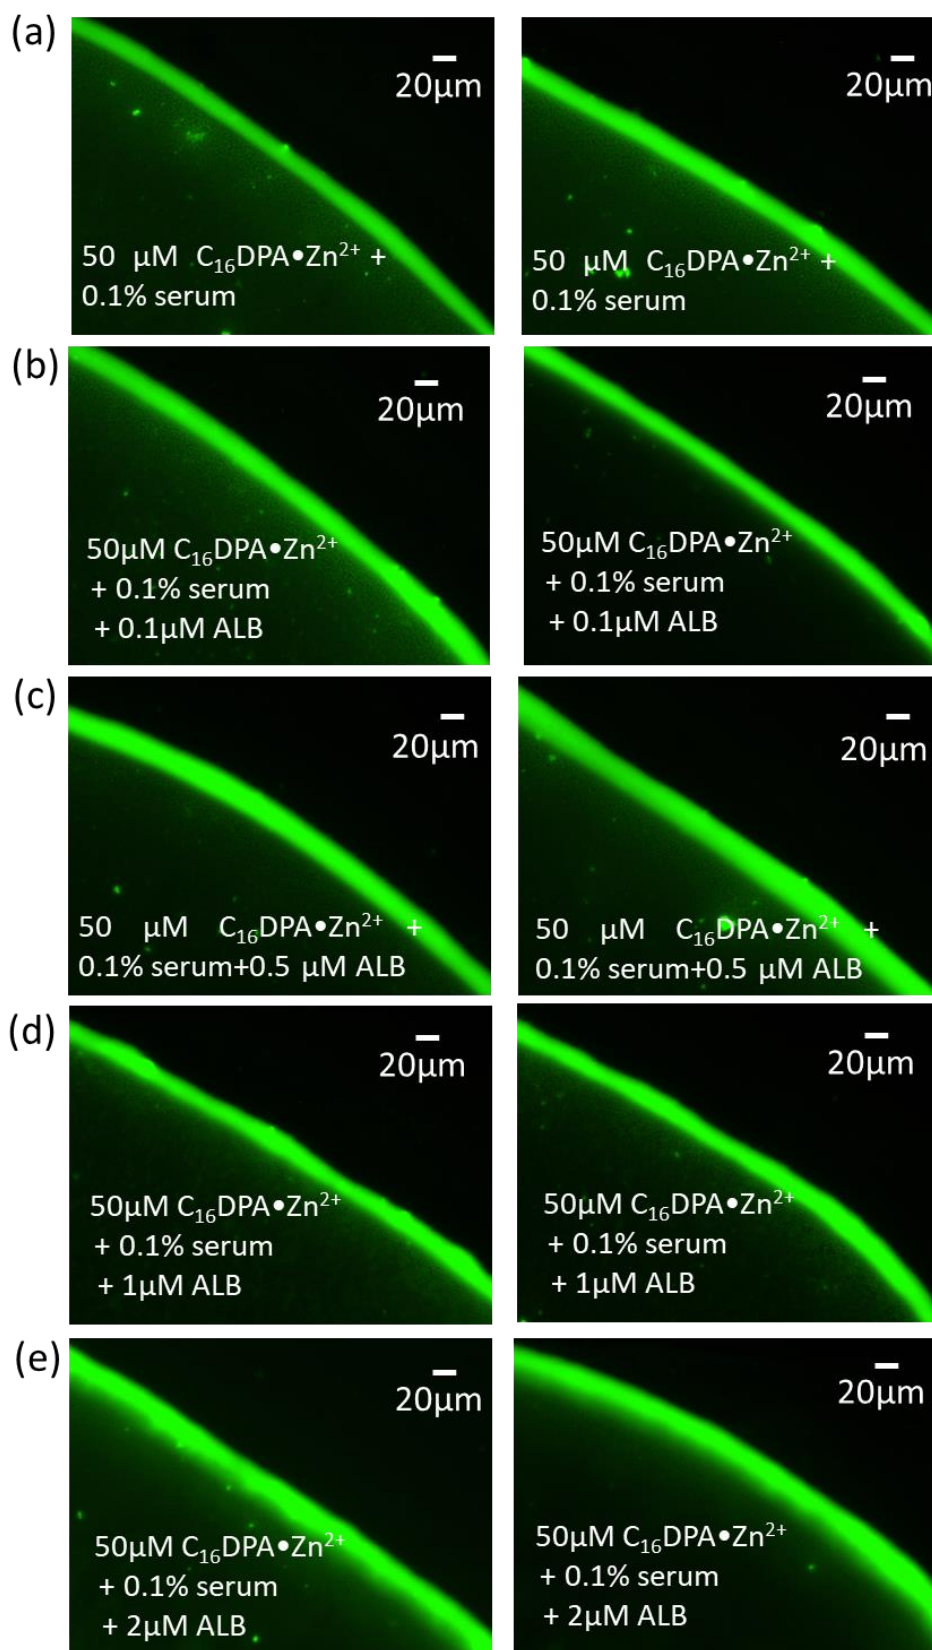 (a)
20μm
50 μM C₁₆DPA•Zn²⁺ +
0.1% serum
20μm
50 μM C₁₆DPA•Zn²⁺ +
0.1% serum
(b)
20μm
50μM C₁₆DPA•Zn²⁺
+ 0.1% serum
+ 0.1μM ALB
20μm
50μM C₁₆DPA•Zn²⁺
+ 0.1% serum
+ 0.1μM ALB
(c)
20μm
50 μM C₁₆DPA•Zn²⁺ +
0.1% serum+0.5 μM ALB
20μm
50 μM C₁₆DPA•Zn²⁺ +
0.1% serum+0.5 μM ALB
(d)
20μm
50μM C₁₆DPA•Zn²⁺
+ 0.1% serum
+ 1μM ALB
20μm
50μM C₁₆DPA•Zn²⁺
+ 0.1% serum
+ 1μM ALB
(e)
20μm
50μM C₁₆DPA•Zn²⁺
+ 0.1% serum
+ 2μM ALB
20μm
50μM C₁₆DPA•Zn²⁺
+ 0.1% serum
+ 2μM ALB